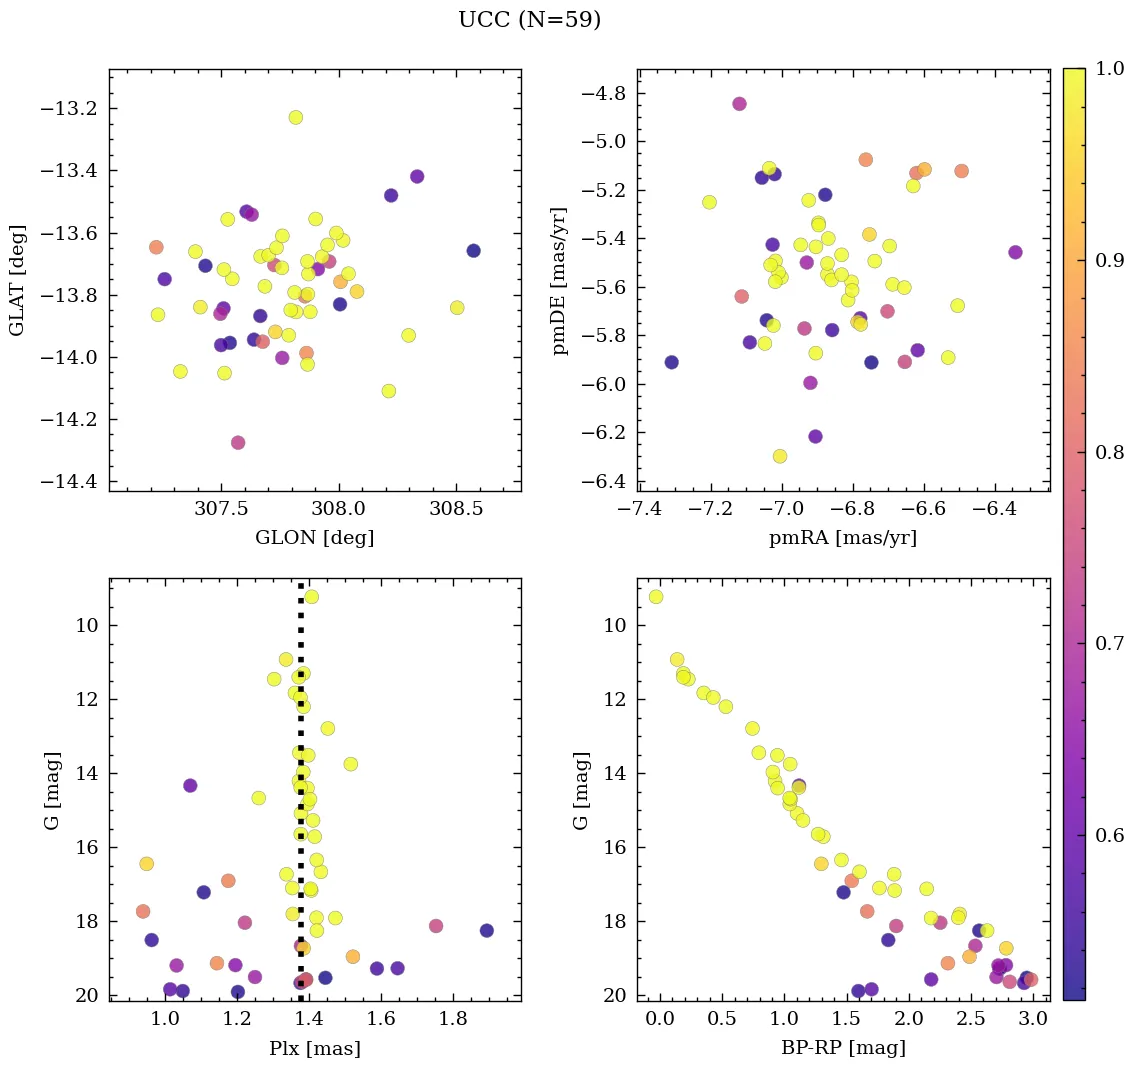 UCC (N=59)
−13.2
−13.4
−13.6
−13.8
−14.0
−14.2
−14.4
GLAT [deg]
307.5 308.0 308.5
GLON [deg]
−4.8
−5.0
−5.2
−5.4
−5.6
−5.8
−6.0
−6.2
−6.4
pmDE [mas/yr]
−7.4 −7.2 −7.0 −6.8 −6.6 −6.4
pmRA [mas/yr]
1.0
0.9
0.8
0.7
0.6
10
12
14
16
18
20
G [mag]
1.0 1.2 1.4 1.6 1.8
Plx [mas]
10
12
14
16
18
20
G [mag]
0.0 0.5 1.0 1.5 2.0 2.5 3.0
BP-RP [mag]